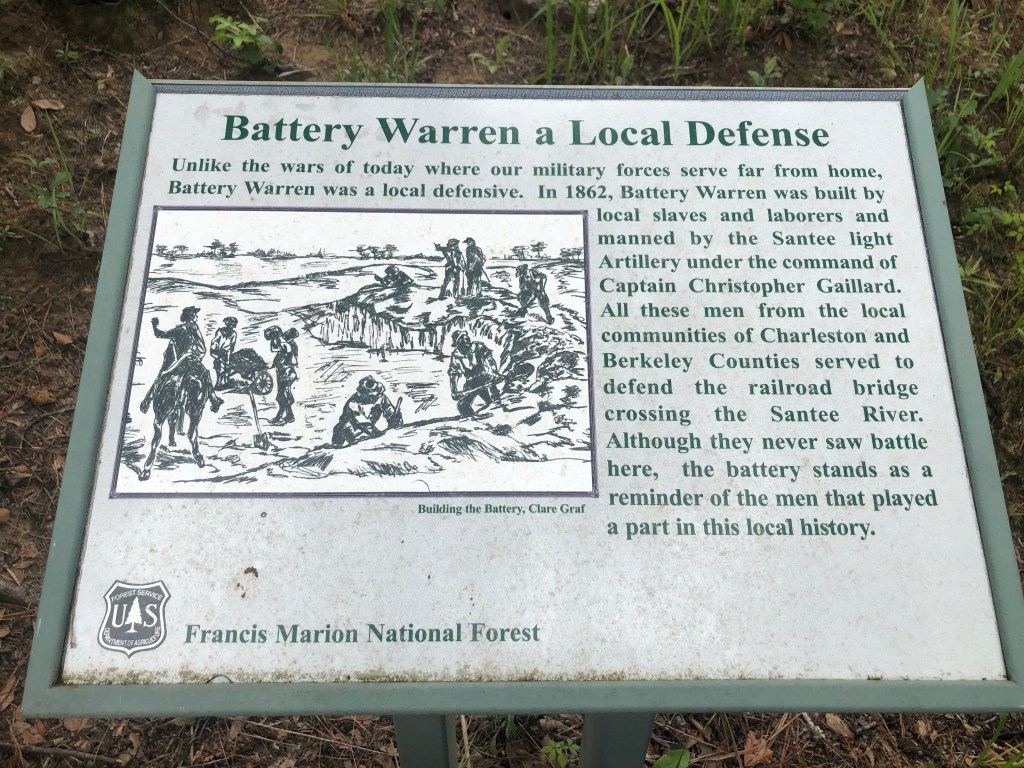 Battery Warren a Local Defense
Unlike the wars of today where our military forces serve far from home,
Battery Warren was a local defensive. In 1862, Battery Warren was built by
local slaves and laborers and
manned by the Santee light
Artillery under the command of
Captain Christopher Gaillard.
All these men from the local
communities of Charleston and
Berkeley Counties served to
defend the railroad bridge
crossing the Santee River.
Although they never saw battle
here, the battery stands as a
reminder of the men that played
a part in this local history.
Building the Battery, Clare Graf
FOREST SERVICE
U S
DEPARTMENT OF AGRICULTURE
Francis Marion National Forest